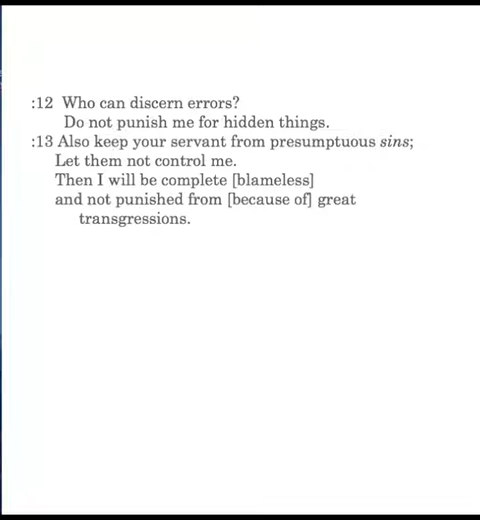 :12 Who can discern errors?
Do not punish me for hidden things.
:13 Also keep your servant from presumptuous sins;
Let them not control me.
Then I will be complete [blameless]
and not punished from [because of] great
transgressions.